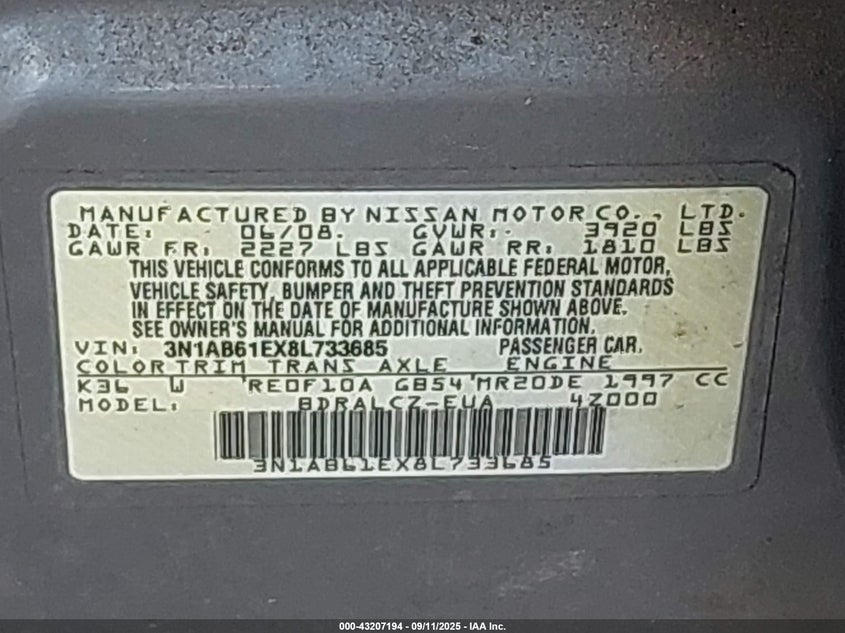 MANUFACTURED BY NISSAN MOTOR CO., LTD.
DATE: 06/08. GVWR: 3920 LBS
GAWR FR: 2227 LBS GAWR RR: 1810 LBS
THIS VEHICLE CONFORMS TO ALL APPLICABLE FEDERAL MOTOR,
VEHICLE SAFETY, BUMPER AND THEFT PREVENTION STANDARDS
IN EFFECT ON THE DATE OF MANUFACTURE SHOWN ABOVE.
SEE OWNER'S MANUAL FOR ADDITIONAL INFORMATION.
VIN: 3N1AB61EX8L733685 PASSENGER CAR.
COLOR TRIM TRANS AXLE ENGINE
K36 W RE0F10A GB54 MR20DE 1997 CC
MODEL: BDRALCZ-EUA 4Z000
3N1AB61EX8L733685
000-43207194 - 09/11/2025 - IAA Inc.